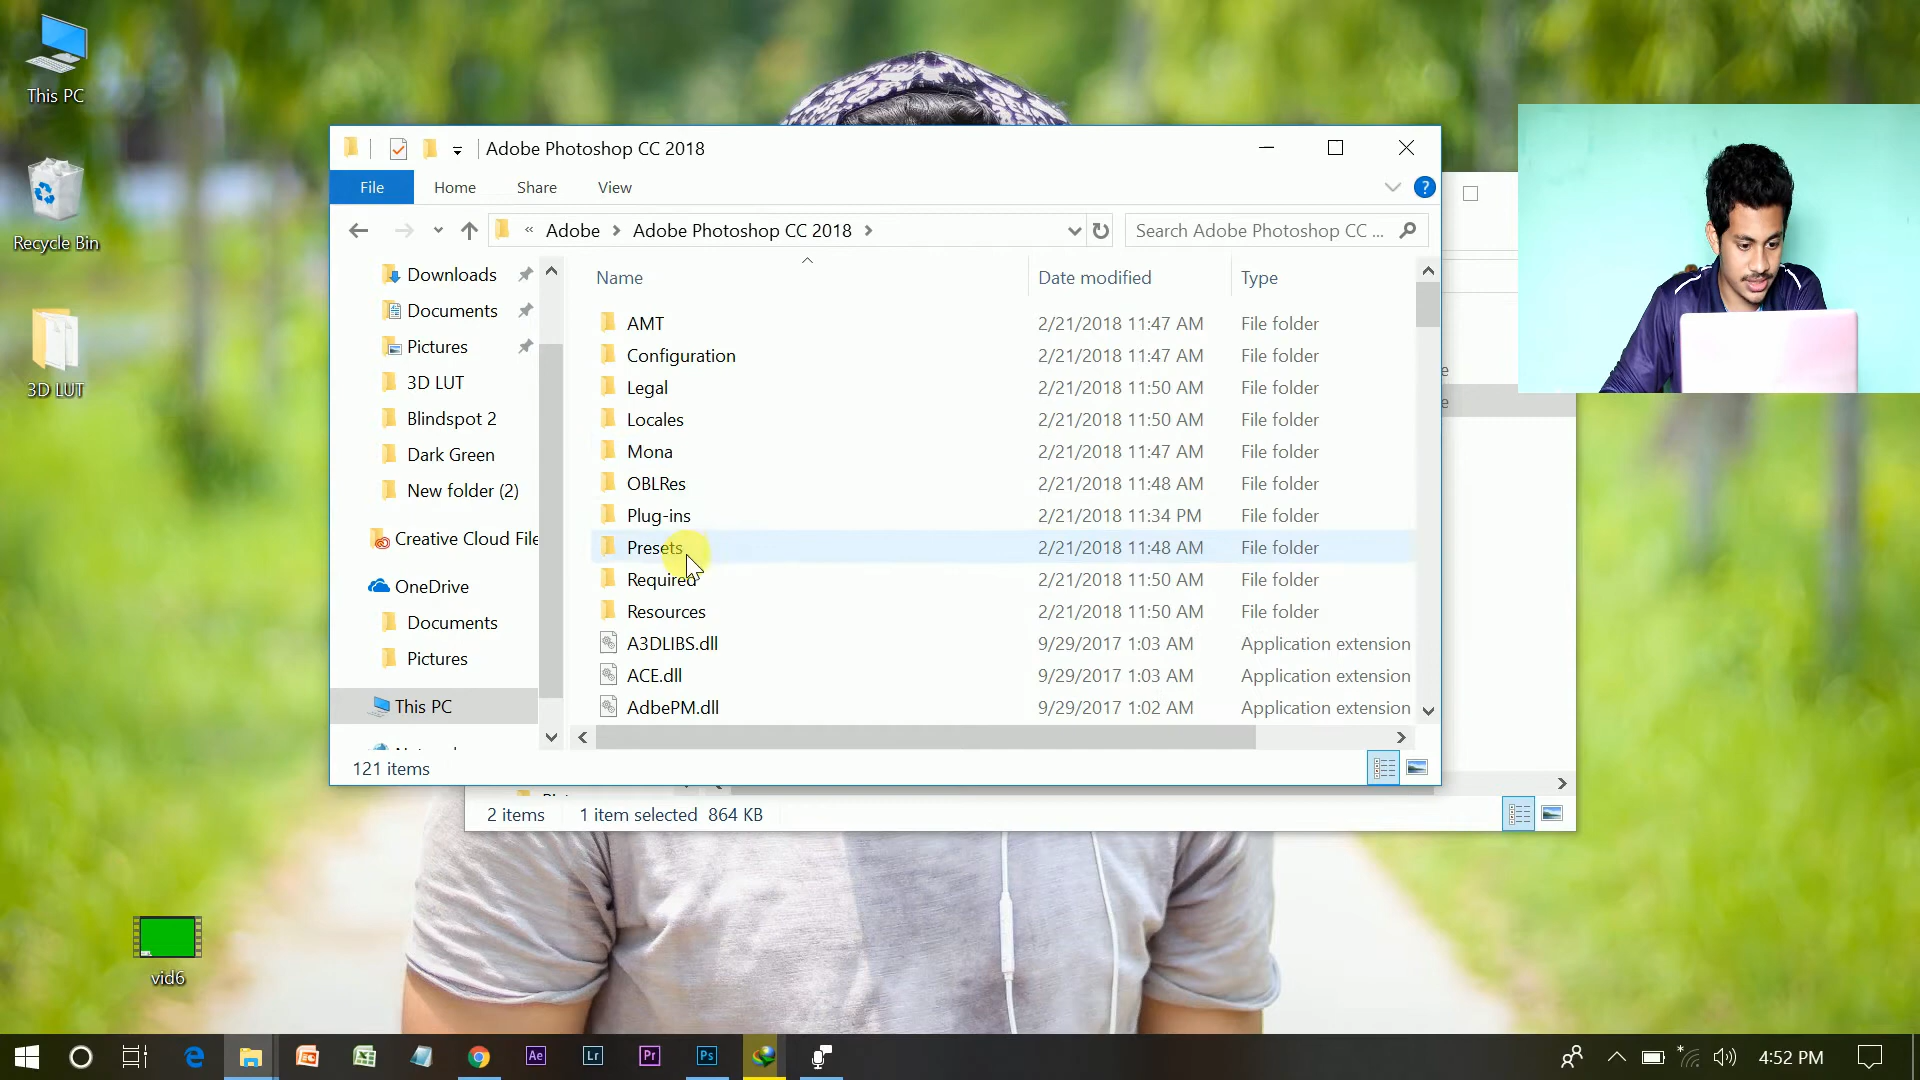 This PC
Recycle Bin
3D LUT
vid6
Adobe Photoshop CC 2018
File Home Share View
« Adobe > Adobe Photoshop CC 2018 >
Search Adobe Photoshop CC ...
Downloads
Documents
Pictures
3D LUT
Blindspot 2
Dark Green
New folder (2)
Creative Cloud File
OneDrive
Documents
Pictures
This PC
Name Date modified Type
AMT 2/21/2018 11:47 AM File folder
Configuration 2/21/2018 11:47 AM File folder
Legal 2/21/2018 11:50 AM File folder
Locales 2/21/2018 11:50 AM File folder
Mona 2/21/2018 11:47 AM File folder
OBLRes 2/21/2018 11:48 AM File folder
Plug-ins 2/21/2018 11:34 PM File folder
Presets 2/21/2018 11:48 AM File folder
Required 2/21/2018 11:50 AM File folder
Resources 2/21/2018 11:50 AM File folder
A3DLIBS.dll 9/29/2017 1:03 AM Application extension
ACE.dll 9/29/2017 1:03 AM Application extension
AdbePM.dll 9/29/2017 1:02 AM Application extension
121 items
2 items 1 item selected 864 KB
Ae Lr Pr Ps
4:52 PM